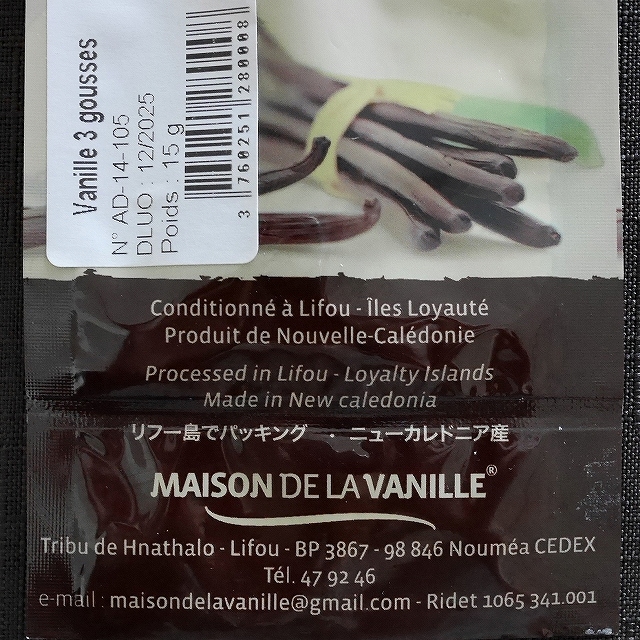 Vanille 3 gousses
N° AD-14-105
DLUO : 12/2025
Poids : 15 g
3 760251 280008
Conditionné à Lifou - Îles Loyauté
Produit de Nouvelle-Calédonie
Processed in Lifou - Loyalty Islands
Made in New caledonia
リフー島でパッキング ・ ニューカレドニア産
MAISON DE LA VANILLE®
Tribu de Hnathalo - Lifou - BP 3867 - 98 846 Nouméa CEDEX
Tél. 47 92 46
e-mail : maisondelavanille@gmail.com - Ridet 1065 341.001